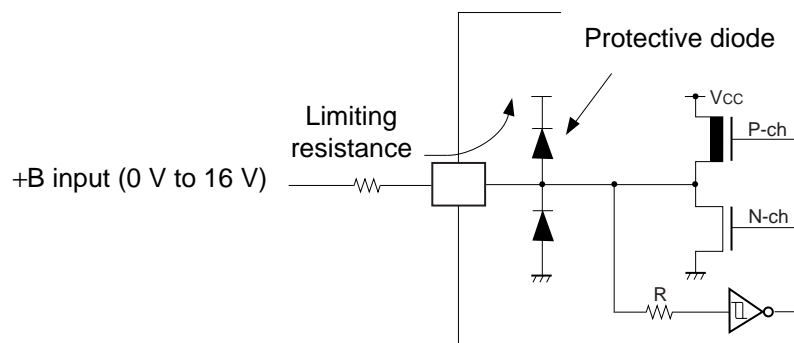 Protective diode
Limiting
resistance
VCC
P-ch
+B input (0 V to 16 V)
N-ch
R